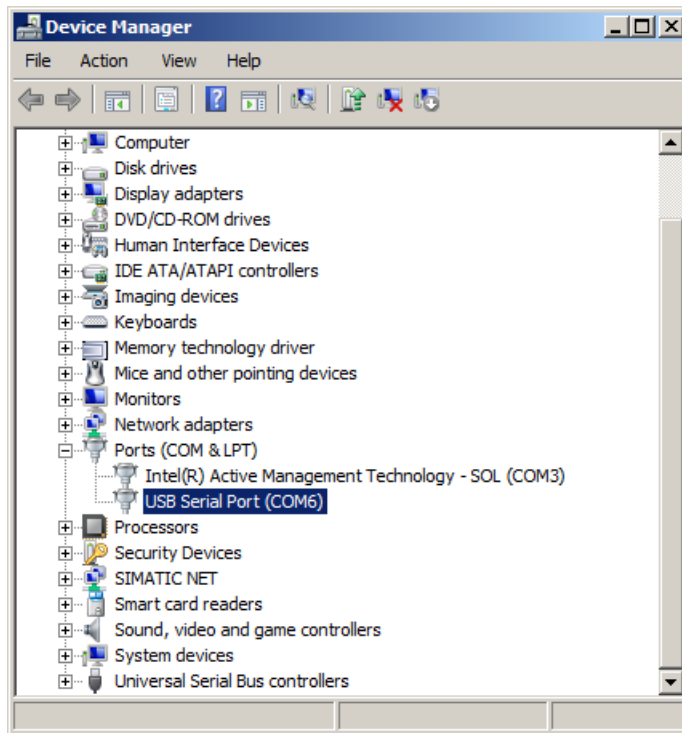 Device Manager
File Action View Help
Computer
Disk drives
Display adapters
DVD/CD-ROM drives
Human Interface Devices
IDE ATA/ATAPI controllers
Imaging devices
Keyboards
Memory technology driver
Mice and other pointing devices
Monitors
Network adapters
Ports (COM & LPT)
Intel(R) Active Management Technology - SOL (COM3)
USB Serial Port (COM6)
Processors
Security Devices
SIMATIC NET
Smart card readers
Sound, video and game controllers
System devices
Universal Serial Bus controllers